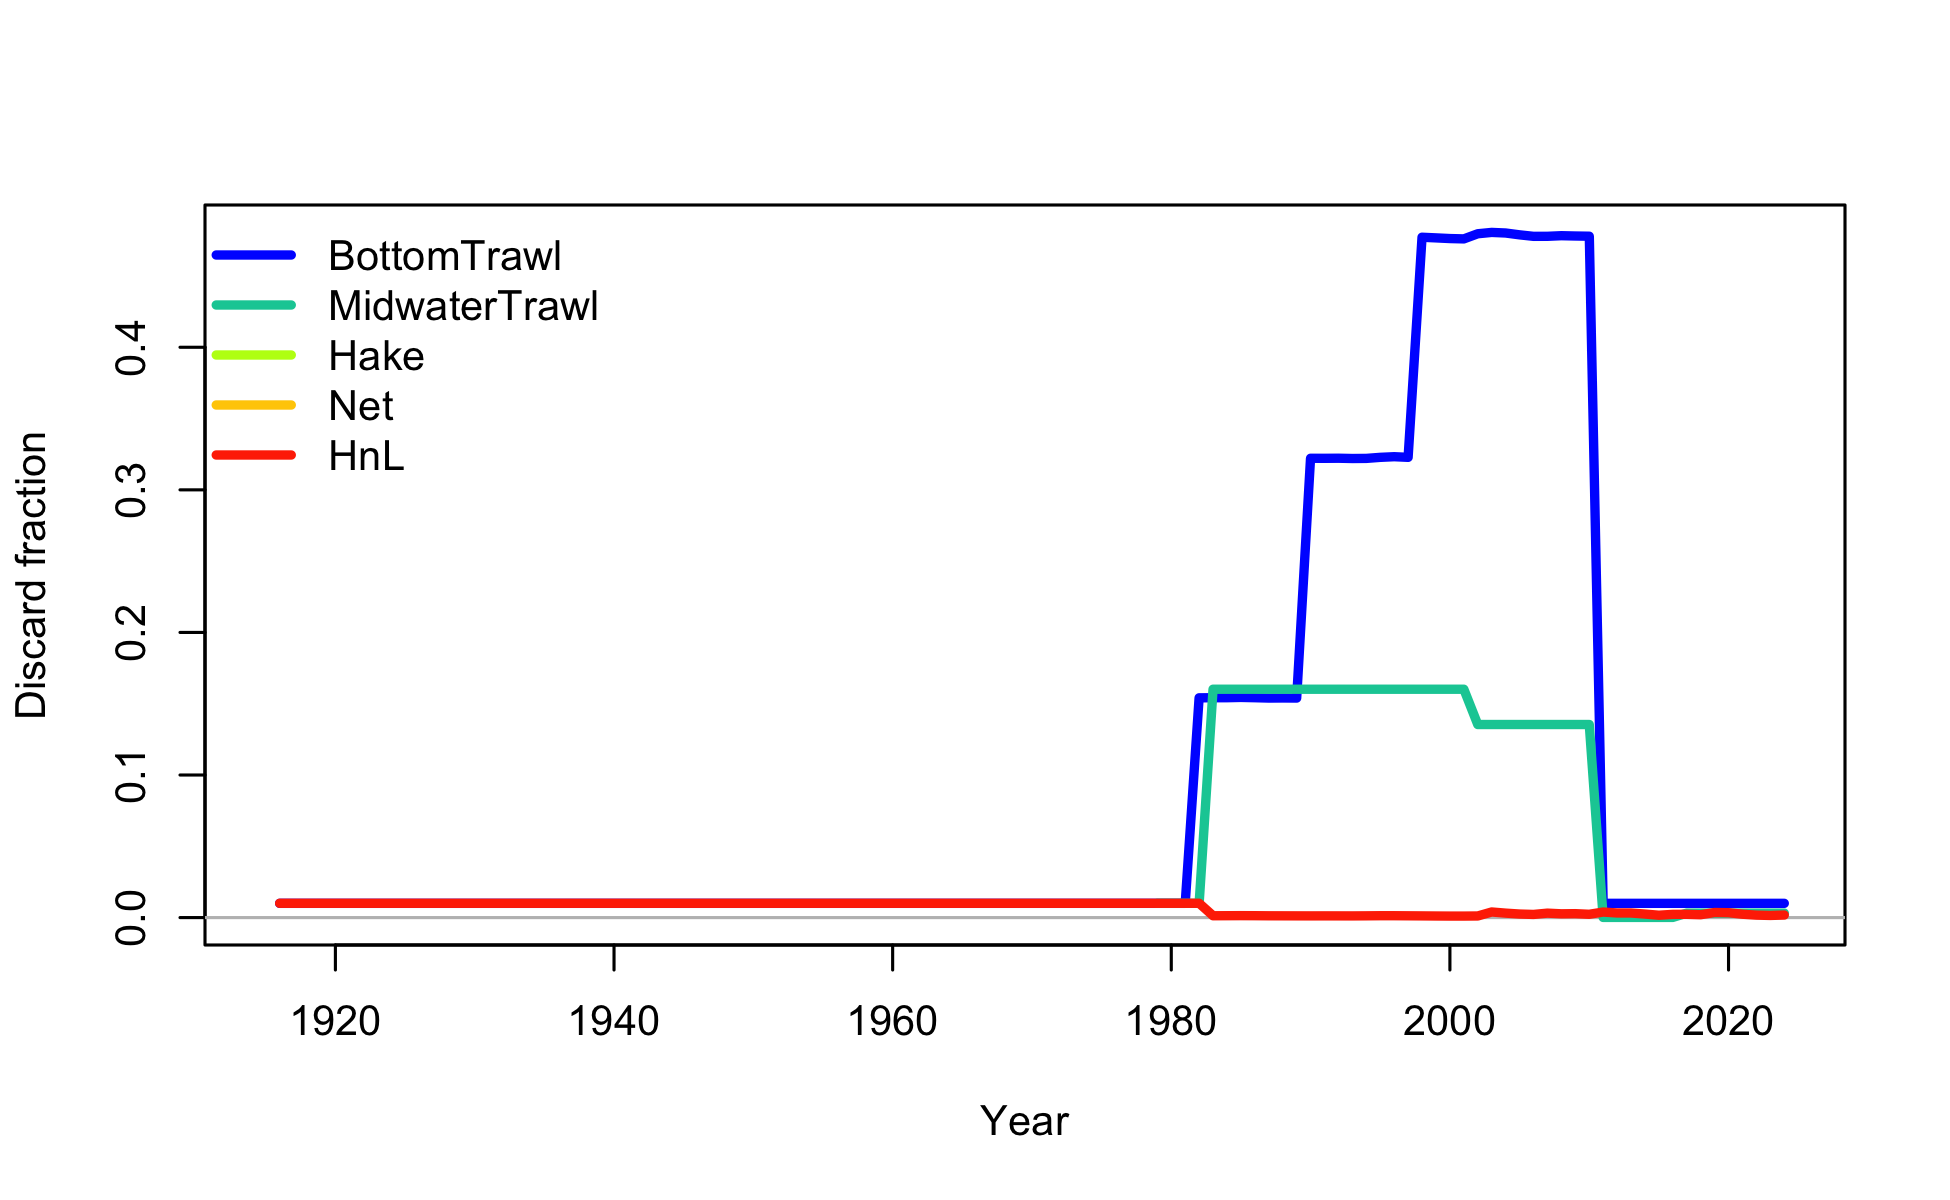 BottomTrawl
MidwaterTrawl
Hake
Net
HnL
Discard fraction
0.4
0.3
0.2
0.1
0.0
1920 1940 1960 1980 2000 2020
Year